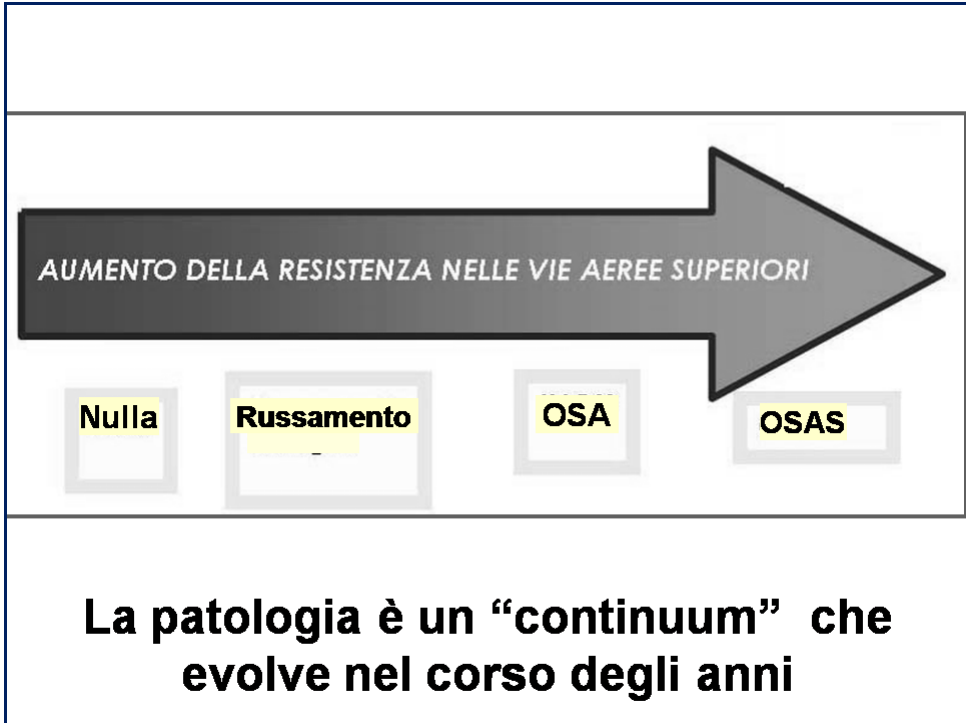 AUMENTO DELLA RESISTENZA NELLE VIE AEREE SUPERIORI
Nulla
Russamento
OSA
OSAS
La patologia è un “continuum” che
evolve nel corso degli anni